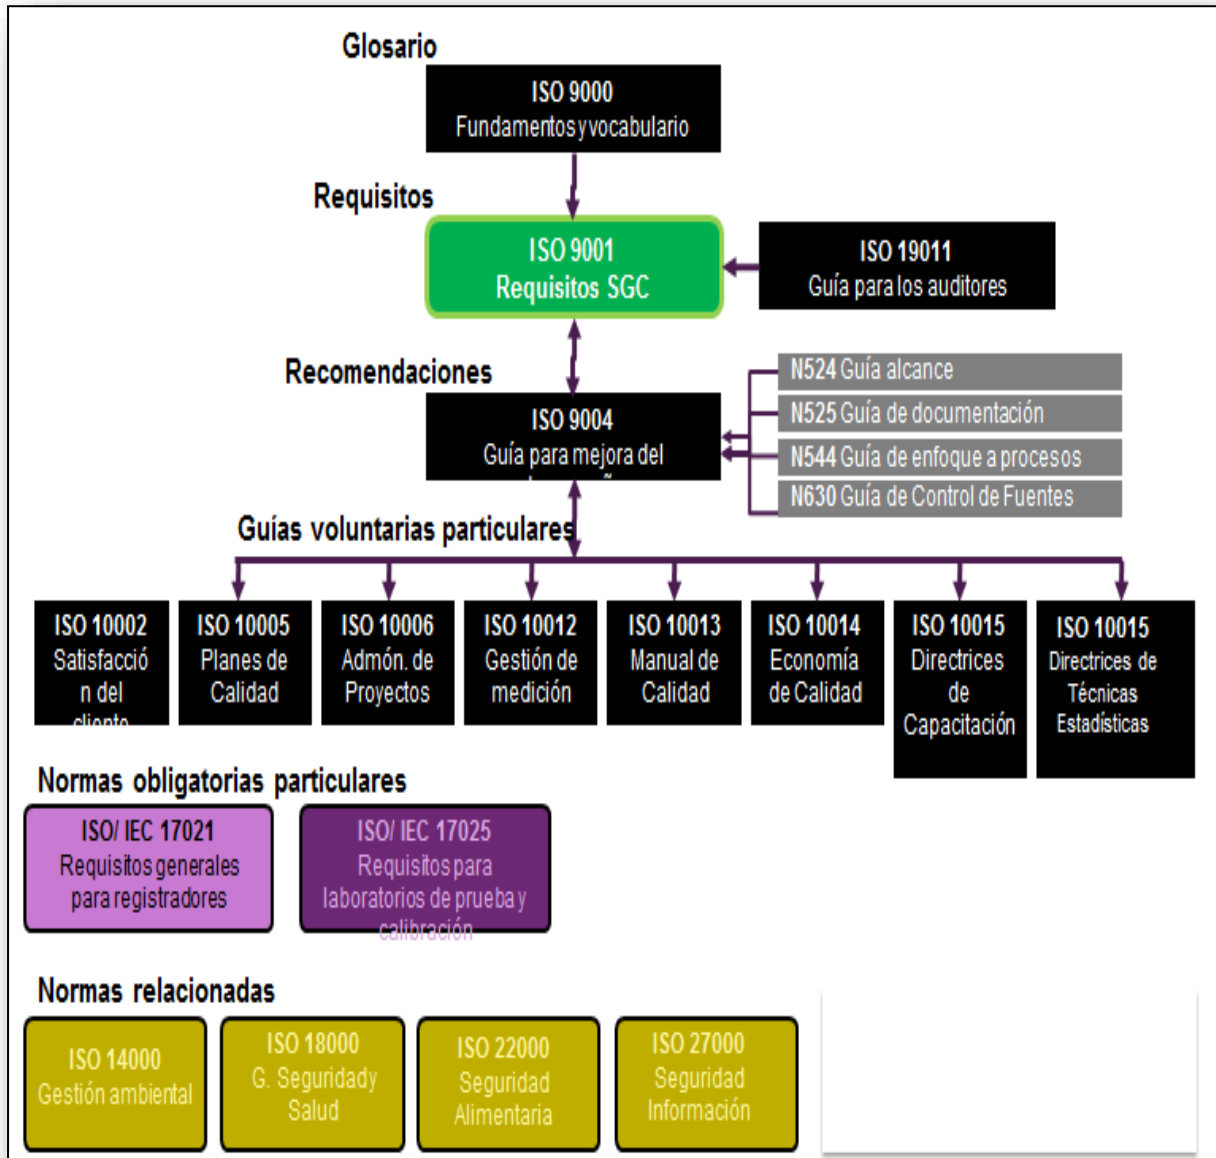 Glosario
ISO 9000
Fundamentos y vocabulario
Requisitos
ISO 9001
Requisitos SGC
ISO 19011
Guía para los auditores
Recomendaciones
ISO 9004
Guía para mejora del
N524 Guía alcance
N525 Guía de documentación
N544 Guía de enfoque a procesos
N630 Guía de Control de Fuentes
Guías voluntarias particulares
ISO 10002
Satisfacció
n del
cliente
ISO 10005
Planes de
Calidad
ISO 10006
Admón. de
Proyectos
ISO 10012
Gestión de
medición
ISO 10013
Manual de
Calidad
ISO 10014
Economía
de Calidad
ISO 10015
Directrices
de
Capacitación
ISO 10015
Directrices de
Técnicas
Estadísticas
Normas obligatorias particulares
ISO/ IEC 17021
Requisitos generales
para registradores
ISO/ IEC 17025
Requisitos para
laboratorios de prueba y
calibración
Normas relacionadas
ISO 14000
Gestión ambiental
ISO 18000
G. Seguridad y
Salud
ISO 22000
Seguridad
Alimentaria
ISO 27000
Seguridad
Información